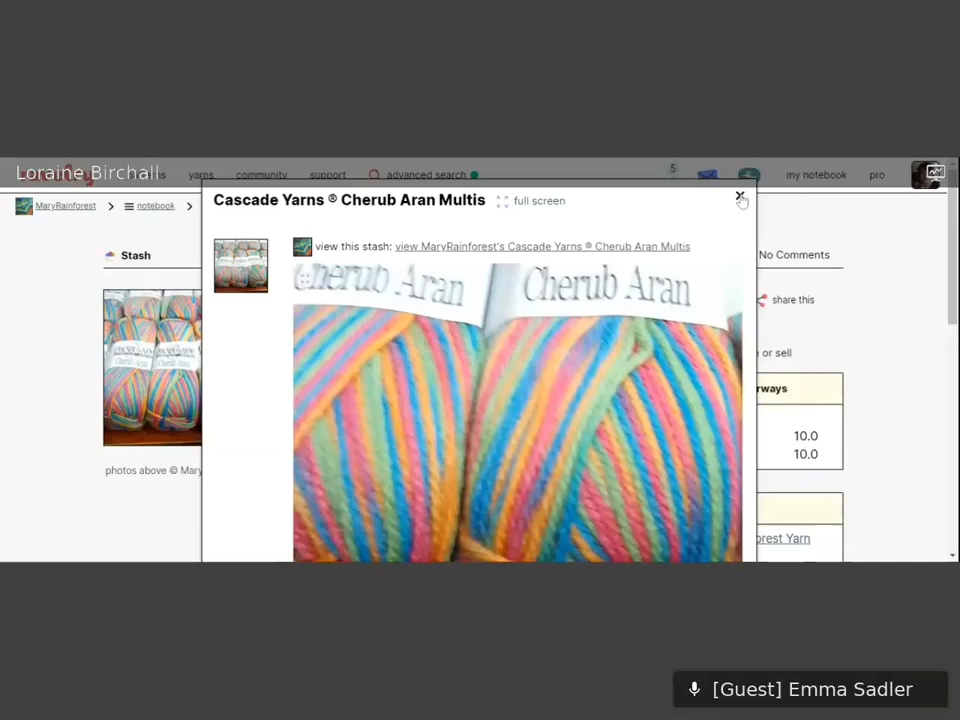 Loraine Birchall
yarns community support advanced search 5 my notebook pro
MaryRainforest > notebook >
Cascade Yarns ® Cherub Aran Multis full screen
Stash
view this stash: view MaryRainforest's Cascade Yarns ® Cherub Aran Multis
No Comments
Cherub Aran Cherub Aran
share this
e or sell
rways
10.0
10.0
photos above © Mary
orest Yarn
[Guest] Emma Sadler